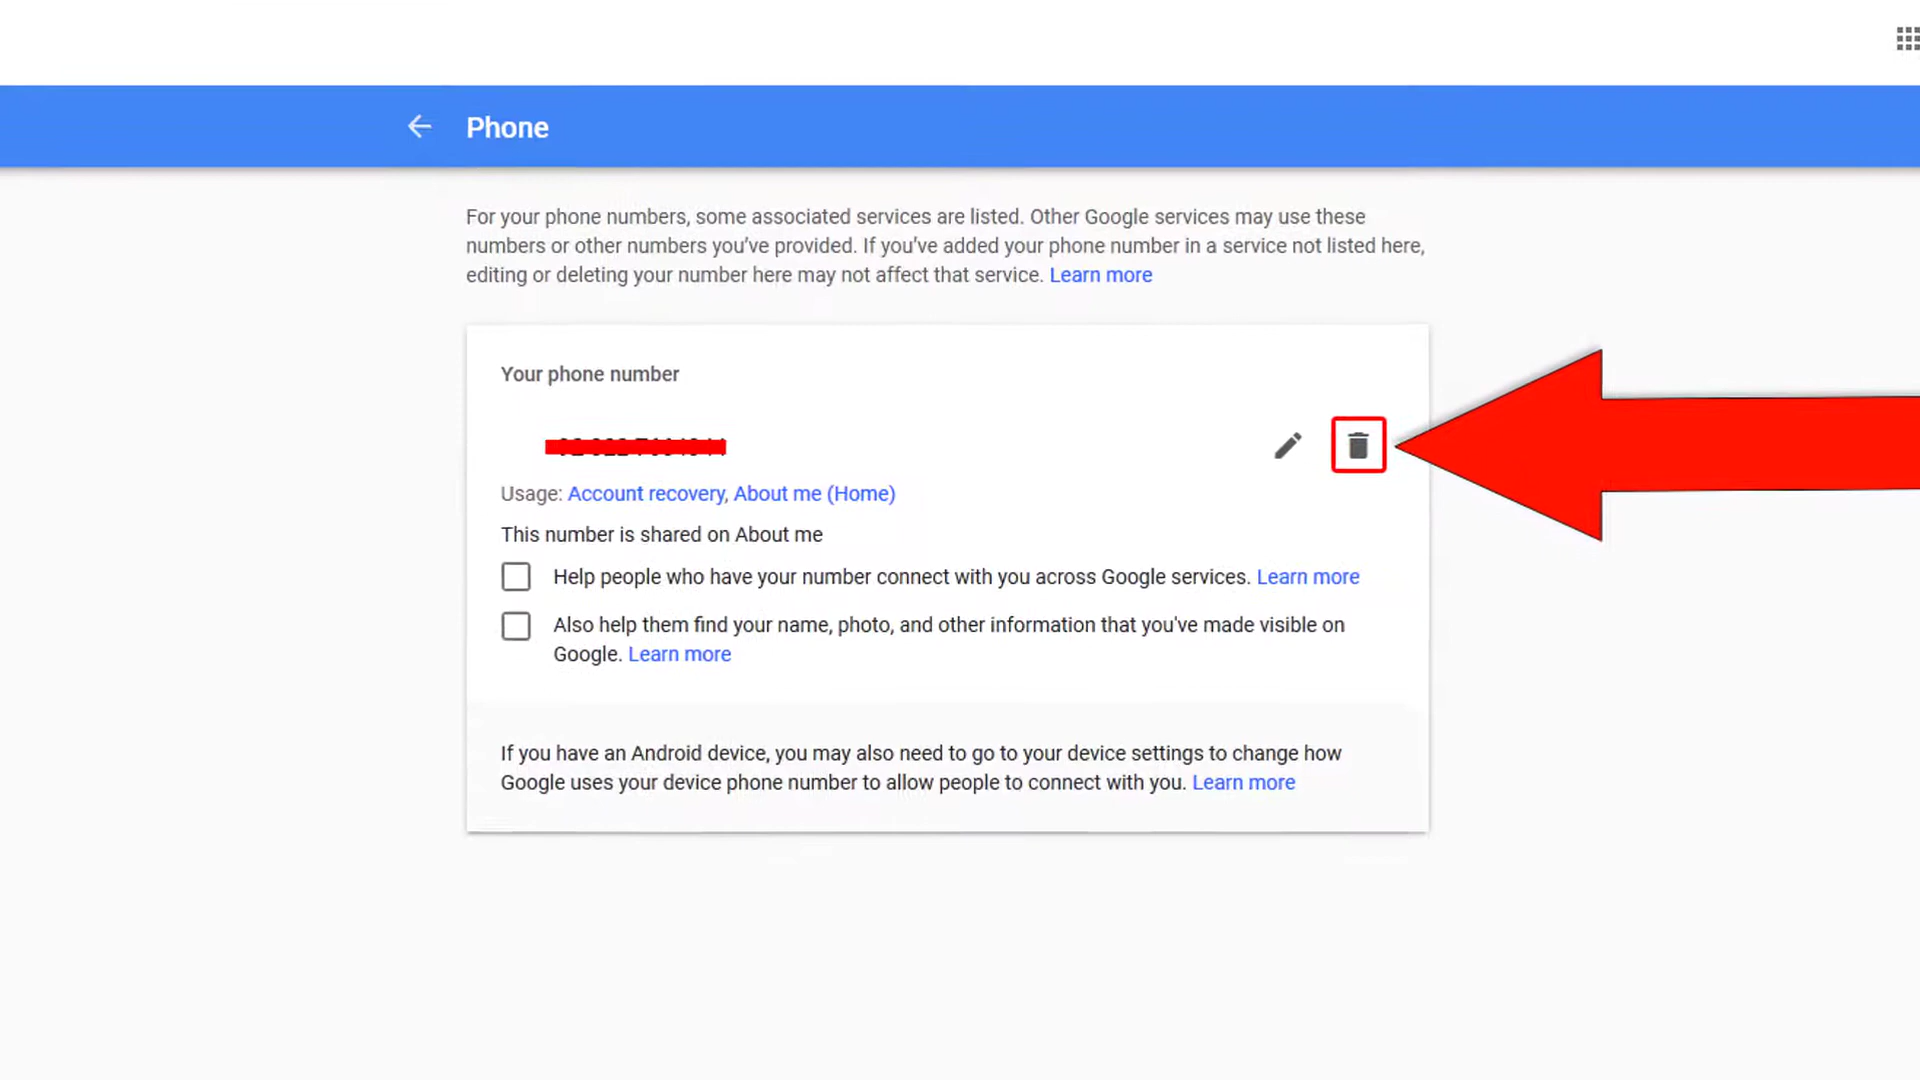 Phone
For your phone numbers, some associated services are listed. Other Google services may use these
numbers or other numbers you've provided. If you've added your phone number in a service not listed here,
editing or deleting your number here may not affect that service. Learn more
Your phone number
Usage: Account recovery, About me (Home)
This number is shared on About me
Help people who have your number connect with you across Google services. Learn more
Also help them find your name, photo, and other information that you've made visible on
Google. Learn more
If you have an Android device, you may also need to go to your device settings to change how
Google uses your device phone number to allow people to connect with you. Learn more